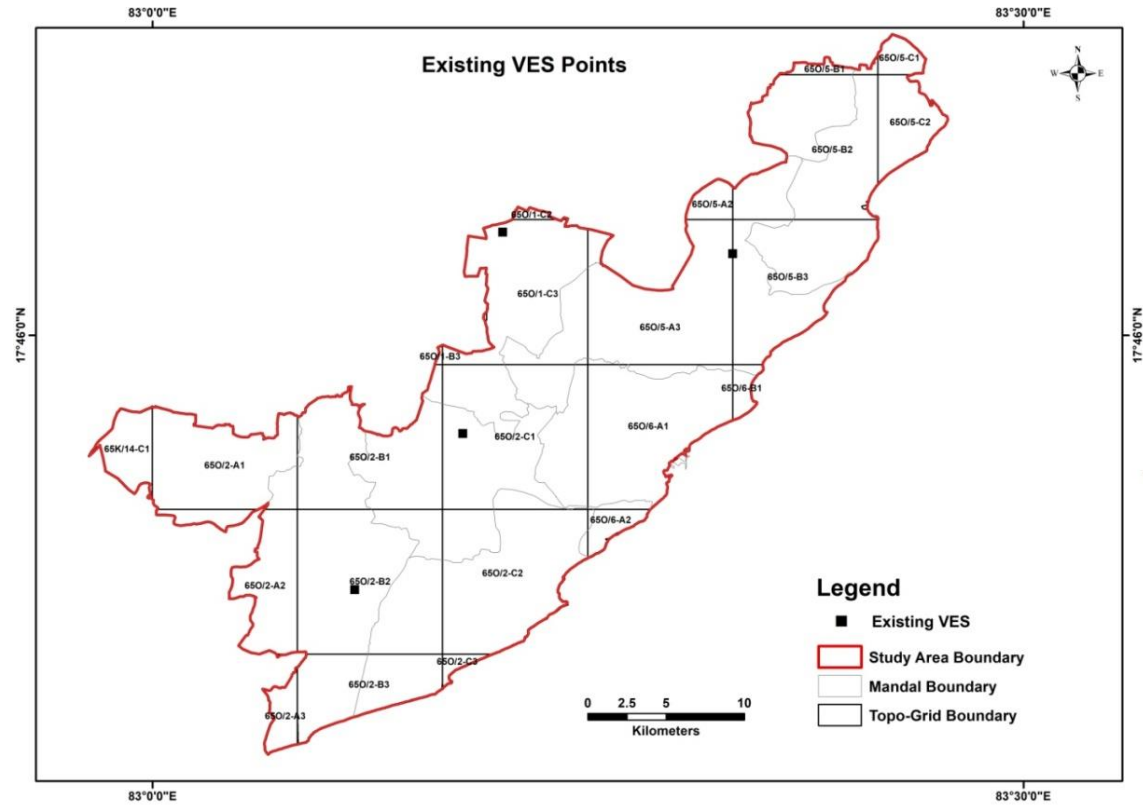 83°0'0"E
83°30'0"E
Existing VES Points
N
W
E
S
65O/5-C1
65O/5-B1
65O/5-C2
65O/5-B2
65O/5-A2
65O/1-C2
65O/5-B3
65O/1-C3
65O/5-A3
17°46'0"N
17°46'0"N
65O/1-B3
65O/6-B1
65O/6-A1
65O/2-C1
65K/14-C1
65O/2-A1
65O/2-B1
65O/6-A2
65O/2-C2
65O/2-A2
65O/2-B2
65O/2-C3
65O/2-B3
65O/2-A3
Legend
Existing VES
Study Area Boundary
Mandal Boundary
Topo-Grid Boundary
0 2.5 5 10
Kilometers
83°0'0"E
83°30'0"E